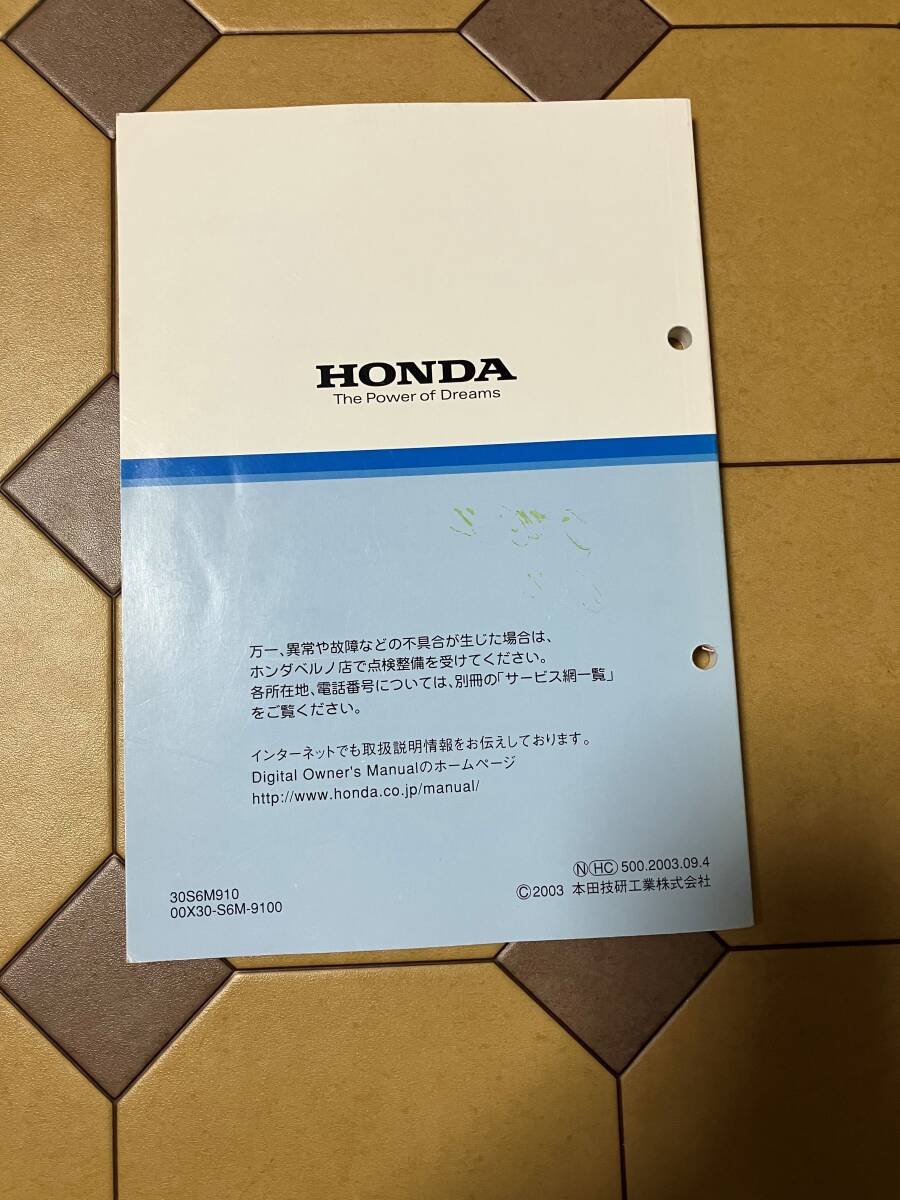 HONDA
The Power of Dreams
万一、異常や故障などの不具合が生じた場合は、
ホンダベルノ店で点検整備を受けてください。
各所在地、電話番号については、別冊の「サービス網一覧」
をご覧ください。
インターネットでも取扱説明情報をお伝えしております。
Digital Owner's Manualのホームページ
http://www.honda.co.jp/manual/
30S6M910
00X30-S6M-9100
Ⓝ HC 500.2003.09.4
©2003 本田技研工業株式会社